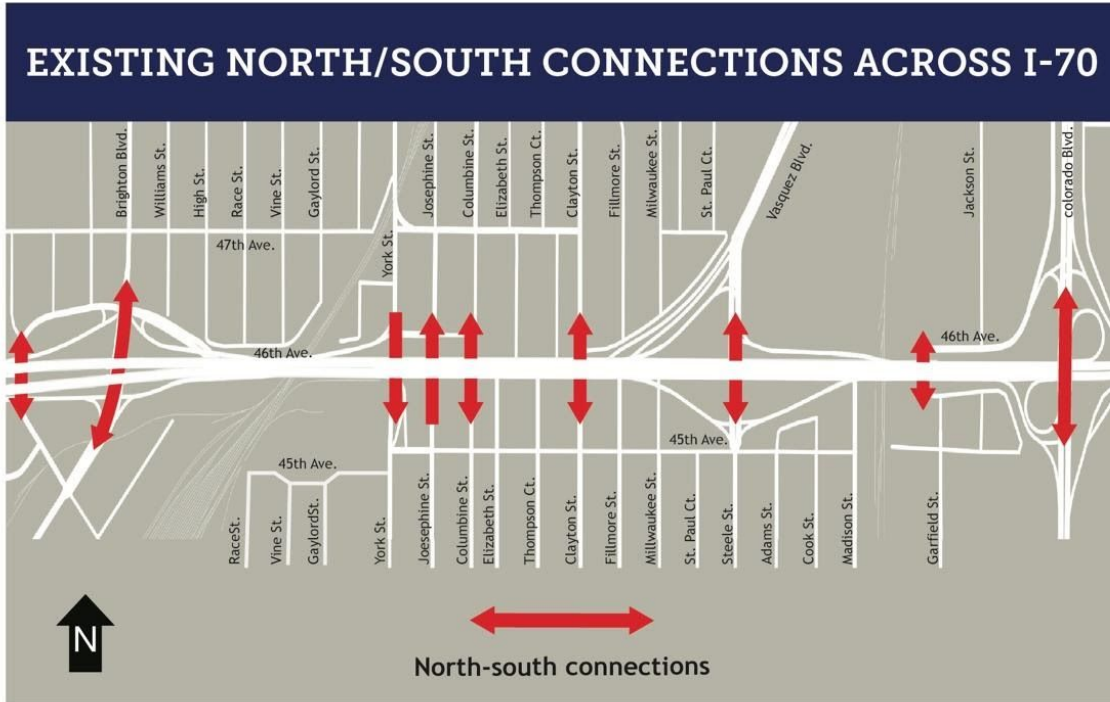 EXISTING NORTH/SOUTH CONNECTIONS ACROSS I-70
Brighton Blvd.
Williams St.
High St.
Race St.
Vine St.
Gaylord St.
York St.
Josephine St.
Columbine St.
Elizabeth St.
Thompson Ct.
Clayton St.
Fillmore St.
Milwaukee St.
St. Paul Ct.
Vasquez Blvd.
Jackson St.
colorado Blvd.
47th Ave.
46th Ave.
46th Ave.
45th Ave.
45th Ave.
RaceSt.
Vine St.
GaylordSt.
York St.
Joesephine St.
Columbine St.
Elizabeth St.
Thompson Ct.
Clayton St.
Fillmore St.
Millwaukee St.
St. Paul Ct.
Steele St.
Adams St.
Cook St.
Madison St.
Garfield St.
N
North-south connections